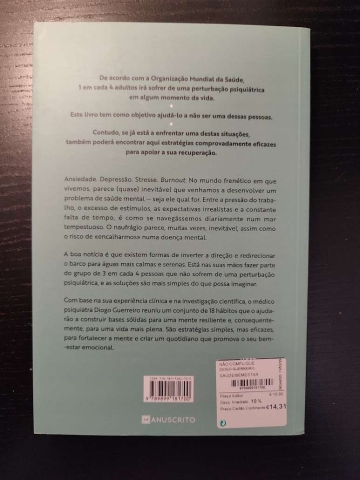 De acordo com a Organização Mundial da Saúde,
1 em cada 4 adultos irá sofrer de uma perturbação psiquiátrica
em algum momento da vida.
Este livro tem como objetivo ajudá-lo a não ser uma dessas pessoas.
Contudo, se já está a enfrentar uma destas situações,
também poderá encontrar aqui estratégias comprovadamente eficazes
para apoiar a sua recuperação.
Ansiedade. Depressão. Stresse. Burnout. No mundo frenético em que
vivemos, parece (quase) inevitável que venhamos a desenvolver um
problema de saúde mental — seja ele qual for. Entre a pressão do traba-
lho, o excesso de estímulos, as expectativas irrealistas e a constante
falta de tempo, é como se navegássemos diariamente num mar
tempestuoso. O naufrágio parece, muitas vezes, inevitável, assim como
o risco de «encalharmos» numa doença mental.
A boa notícia é que existem formas de inverter a direção e redirecionar
o barco para águas mais calmas e serenas. Está nas suas mãos fazer parte
do grupo de 3 em cada 4 pessoas que não sofrem de uma perturbação
psiquiátrica, e as soluções são mais simples do que possa imaginar.
Com base na sua experiência clínica e na investigação científica, o médico
psiquiatra Diogo Guerreiro reuniu um conjunto de 18 hábitos que o aju-
darão a construir bases sólidas para uma mente resiliente e, consequente-
mente, para uma vida mais plena. São estratégias simples, mas eficazes,
para fortalecer a mente e criar um quotidiano que promova o seu bem-
-estar emocional.
NÃO COMPLIQUE
DIOGO GUERREIRO
10 %
€14,31
9 789899 181700
MANUSCRITO